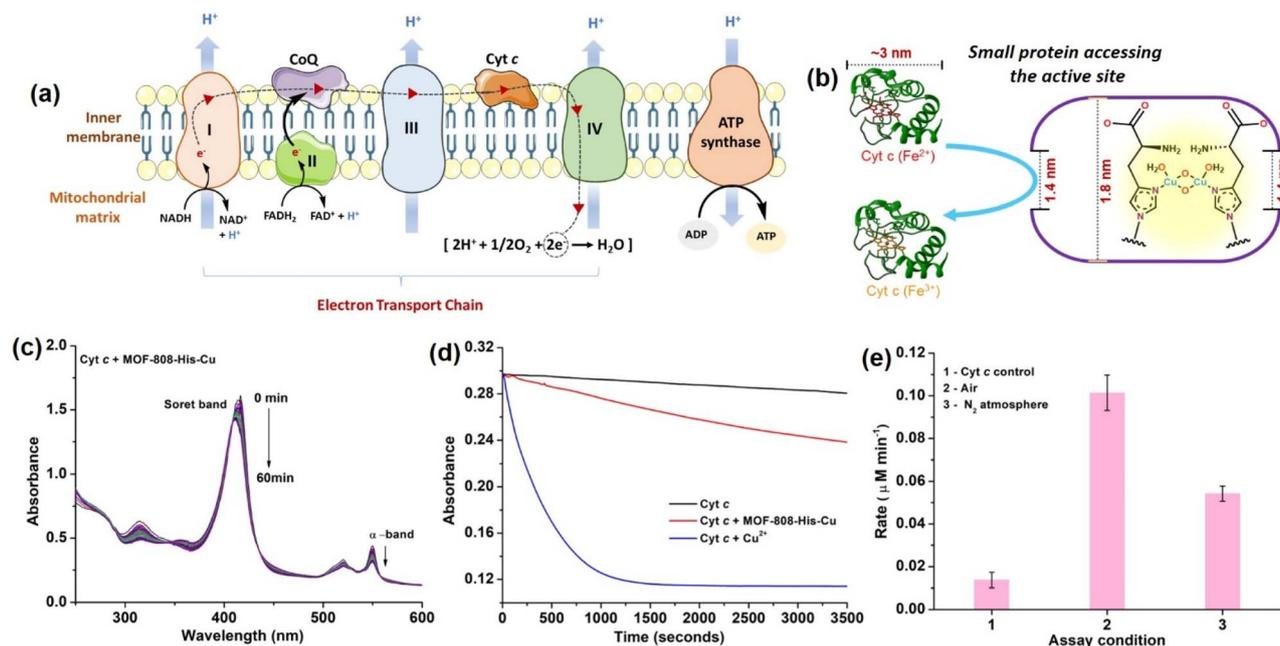 (a)
H⁺
H⁺
H⁺
H⁺
CoQ
Cyt c
Inner
membrane
I
e⁻
II
e⁻
III
IV
ATP
synthase
Mitochondrial
matrix
NADH
NAD⁺
+ H⁺
FADH₂
FAD⁺ + H⁺
ADP
ATP
[ 2H⁺ + 1/2O₂ + 2e⁻ → H₂O ]
Electron Transport Chain
(b)
~3 nm
Small protein accessing
the active site
Cyt c (Fe²⁺)
Cyt c (Fe³⁺)
1.4 nm
1.8 nm
O
O
O
O
NH₂
H₂N
H₂O
OH₂
Cu
O
O
Cu
N
N
N
N
(c)
Cyt c + MOF-808-His-Cu
Soret band
0 min
60min
α –band
Absorbance
2.0
1.5
1.0
0.5
0.0
300
400
500
600
Wavelength (nm)
(d)
Absorbance
0.32
0.28
0.24
0.20
0.16
0.12
Cyt c
Cyt c + MOF-808-His-Cu
Cyt c + Cu²⁺
0
500
1000
1500
2000
2500
3000
3500
Time (seconds)
(e)
1 - Cyt c control
2 - Air
3 - N₂ atmosphere
Rate ( μ M min⁻¹)
0.12
0.10
0.08
0.06
0.04
0.02
0.00
1
2
3
Assay condition